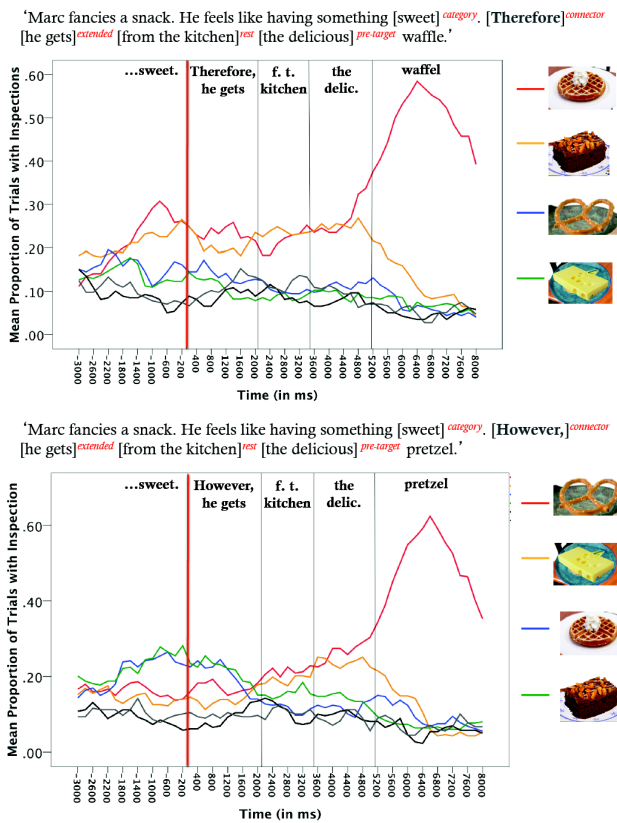 ‘Marc fancies a snack. He feels like having something [sweet] category. [Therefore]connector
[he gets]extended [from the kitchen]rest [the delicious] pre-target waffle.’
...sweet. Therefore, he gets f. t. kitchen the delic. waffel
Mean Proportion of Trials with Inspections
.60
.50
.40
.30
.20
.10
.00
-3000 -2600 -2200 -1800 -1400 -1000 -600 -200 400 800 1200 1600 2000 2400 2800 3200 3600 4000 4400 4800 5200 5600 6000 6400 6800 7200 7600 8000
Time (in ms)
‘Marc fancies a snack. He feels like having something [sweet] category. [However,]connector
[he gets]extended [from the kitchen]rest [the delicious] pre-target pretzel.’
...sweet. However, he gets f. t. kitchen the delic. pretzel
Mean Proportion of Trials with Inspection
.60
.40
.20
.00
-3000 -2600 -2200 -1800 -1400 -1000 -600 -200 400 800 1200 1600 2000 2400 2800 3200 3600 4000 4400 4800 5200 5600 6000 6400 6800 7200 7600 8000
Time (in ms)